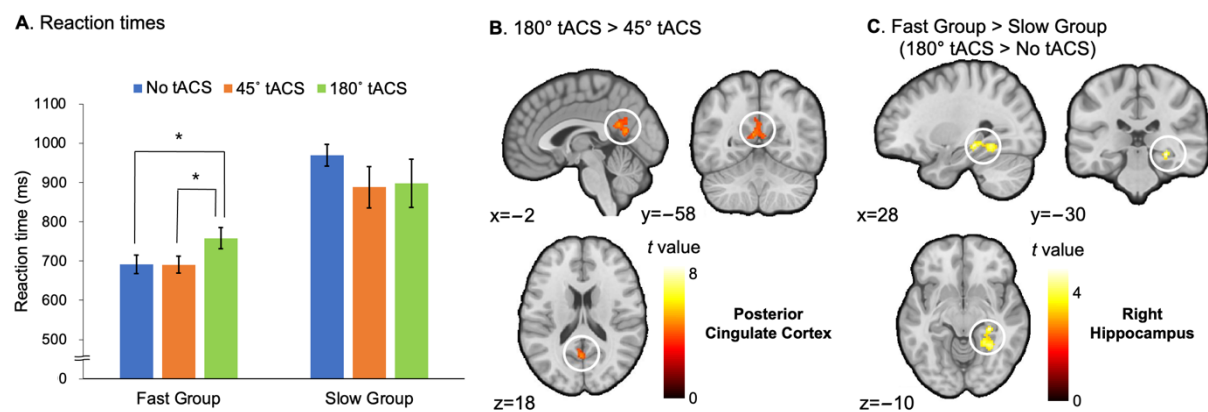 A. Reaction times
No tACS 45° tACS 180° tACS
1100
1000
900
800
700
600
500
0
Reaction time (ms)
*
*
Fast Group Slow Group
B. 180° tACS > 45° tACS
x=−2
y=−58
t value
8
0
z=18
Posterior
Cingulate Cortex
C. Fast Group > Slow Group
(180° tACS > No tACS)
x=28
y=−30
t value
4
0
z=−10
Right
Hippocampus